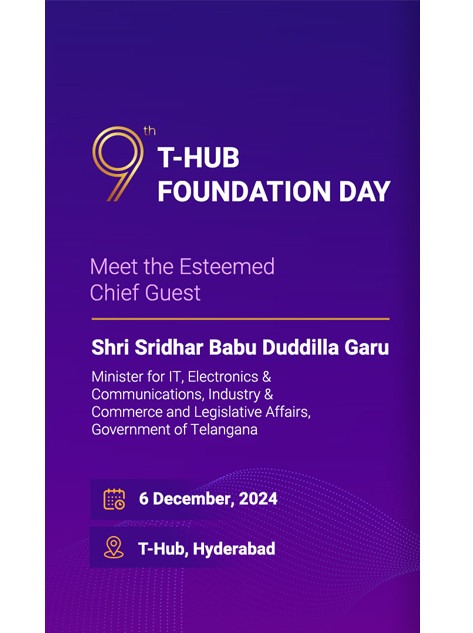 9th
T-HUB
FOUNDATION DAY
Meet the Esteemed
Chief Guest
Shri Sridhar Babu Duddilla Garu
Minister for IT, Electronics &
Communications, Industry &
Commerce and Legislative Affairs,
Government of Telangana
6 December, 2024
T-Hub, Hyderabad